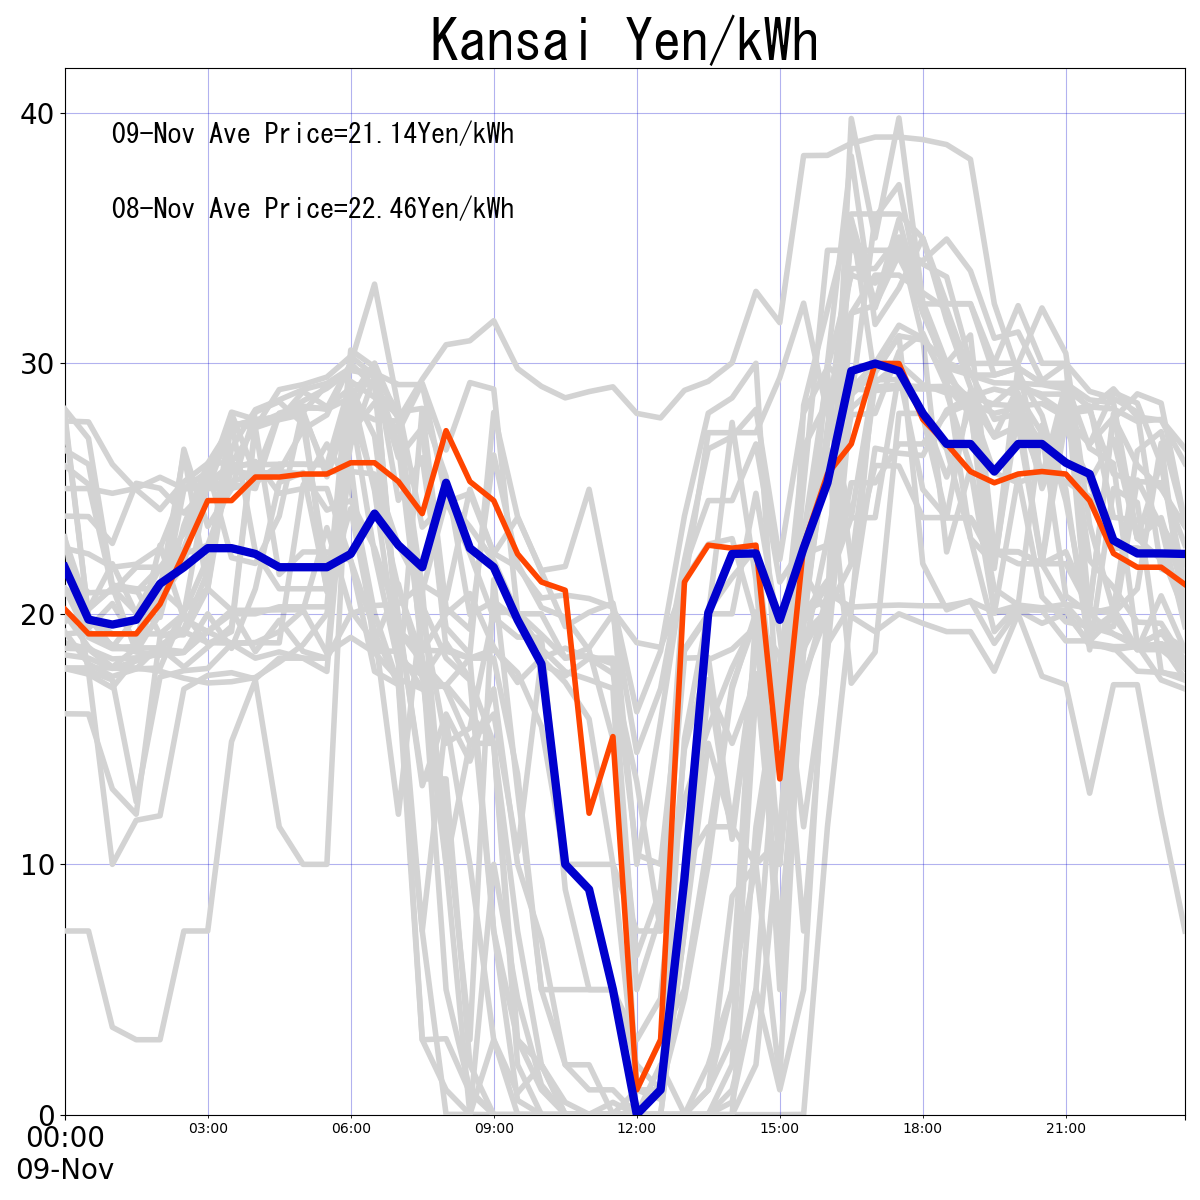 Kansai Yen/kWh
40
09-Nov Ave Price=21.14Yen/kWh
08-Nov Ave Price=22.46Yen/kWh
30
20
10
0
00:00 03:00 06:00 09:00 12:00 15:00 18:00 21:00
09-Nov